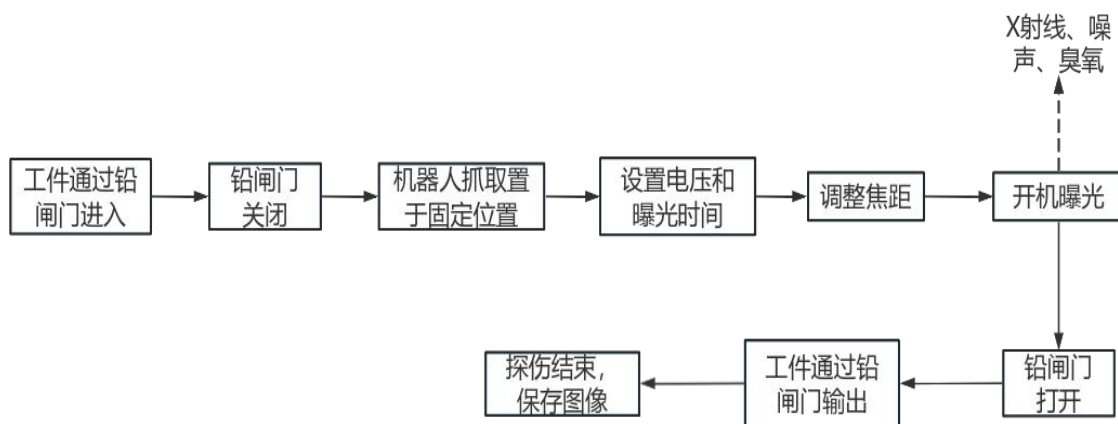 X射线、噪
声、臭氧
工件通过铅
闸门进入
铅闸门
关闭
机器人抓取置
于固定位置
设置电压和
曝光时间
调整焦距
开机曝光
探伤结束，
保存图像
工件通过铅
闸门输出
铅闸门
打开